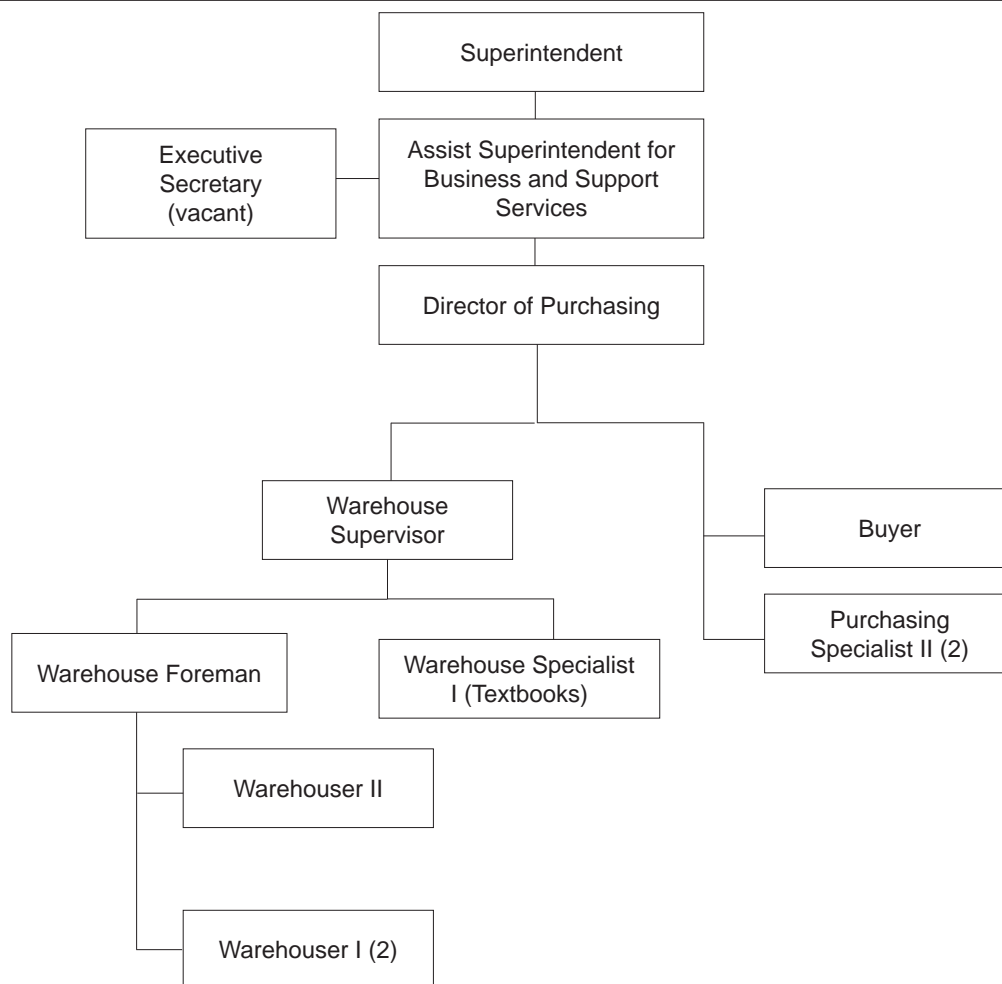 Superintendent
Executive
Secretary
(vacant)
Assist Superintendent for
Business and Support
Services
Director of Purchasing
Warehouse
Supervisor
Buyer
Purchasing
Specialist II (2)
Warehouse Foreman
Warehouse Specialist
I (Textbooks)
Warehouser II
Warehouser I (2)